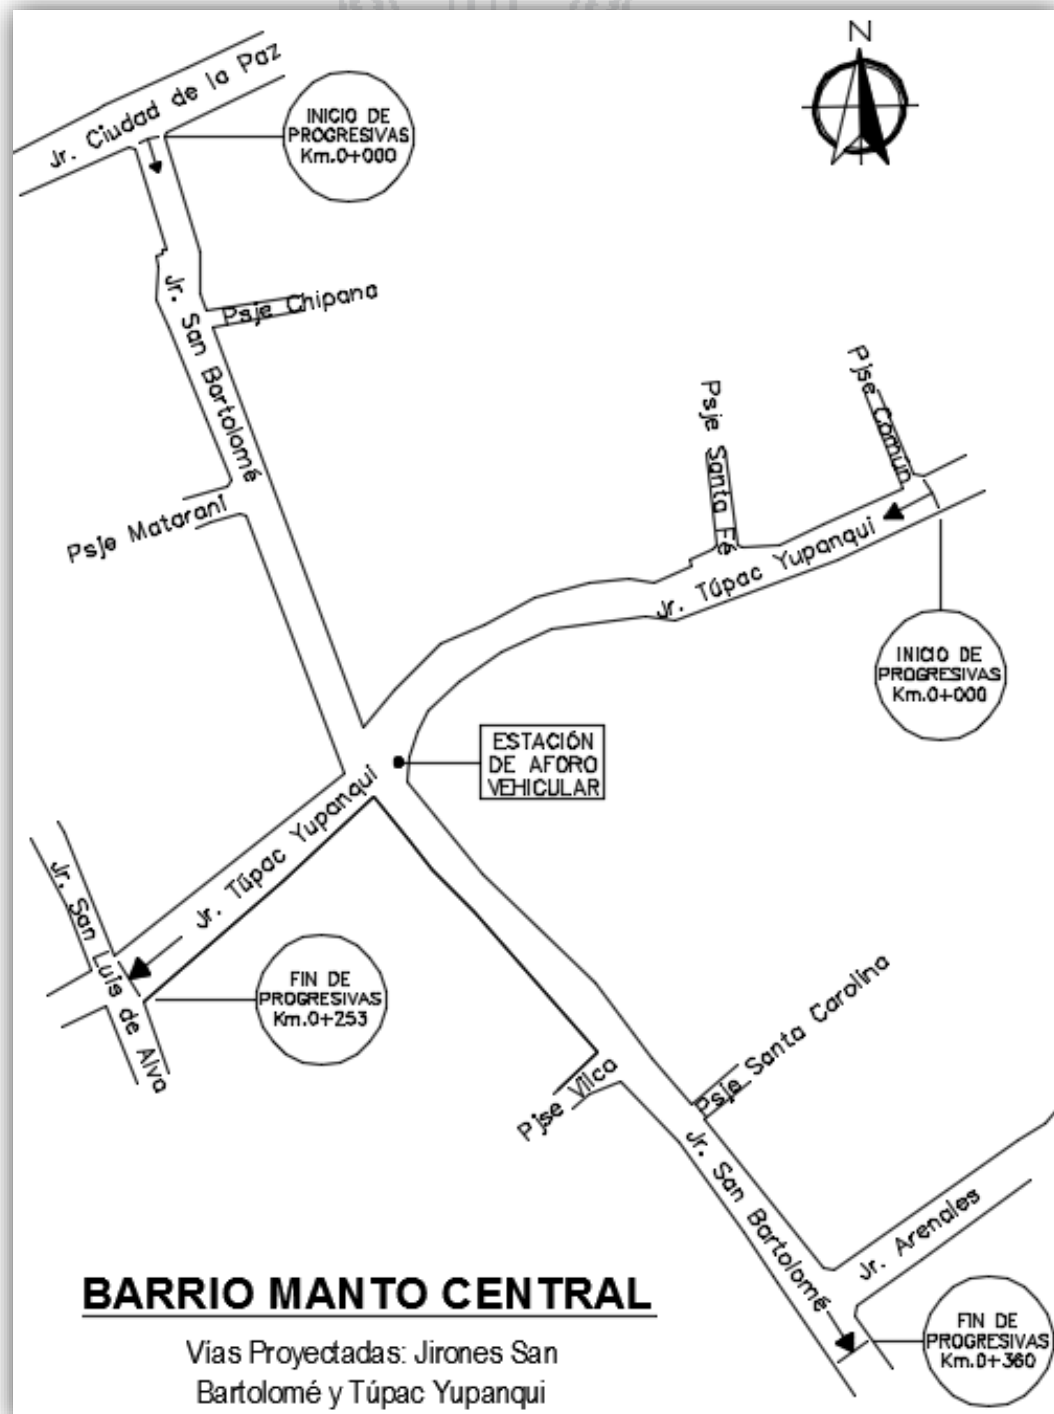 N
Jr. Ciudad de la Paz
INICIO DE
PROGRESIVAS
Km.0+000
Jr. San Bartolomé
Psje Chipana
Psje Matarani
Psje Santa Fé
Pjse Comun
Jr. Túpac Yupanqui
INICIO DE
PROGRESIVAS
Km.0+000
ESTACIÓN
DE AFORO
VEHICULAR
Jr. Túpac Yupanqui
Jr. San Luis de Alva
FIN DE
PROGRESIVAS
Km.0+253
Pjse Vilca
Psje Santa Carolina
Jr. San Bartolomé
Jr. Arenales
FIN DE
PROGRESIVAS
Km.0+360
BARRIO MANTO CENTRAL
Vías Proyectadas: Jirones San
Bartolomé y Túpac Yupanqui